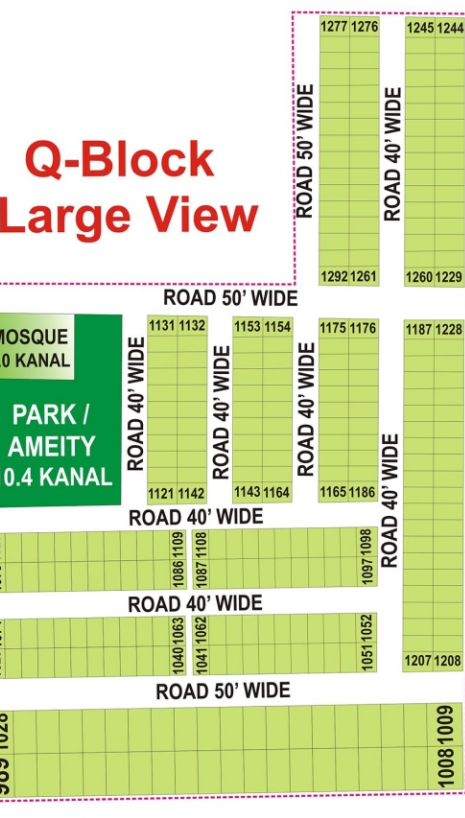 Q-Block
Large View
1277 1276
1245 1244
ROAD 50' WIDE
ROAD 40' WIDE
1292 1261
1260 1229
ROAD 50' WIDE
MOSQUE
.0 KANAL
PARK /
AMEITY
10.4 KANAL
1131 1132
1153 1154
1175 1176
1187 1228
ROAD 40' WIDE
ROAD 40' WIDE
ROAD 40' WIDE
ROAD 40' WIDE
1121 1142
1143 1164
1165 1186
ROAD 40' WIDE
1086 1109
1087 1108
1097 1098
ROAD 40' WIDE
1040 1063
1041 1062
1051 1052
1207 1208
ROAD 50' WIDE
989 1028
1008 1009